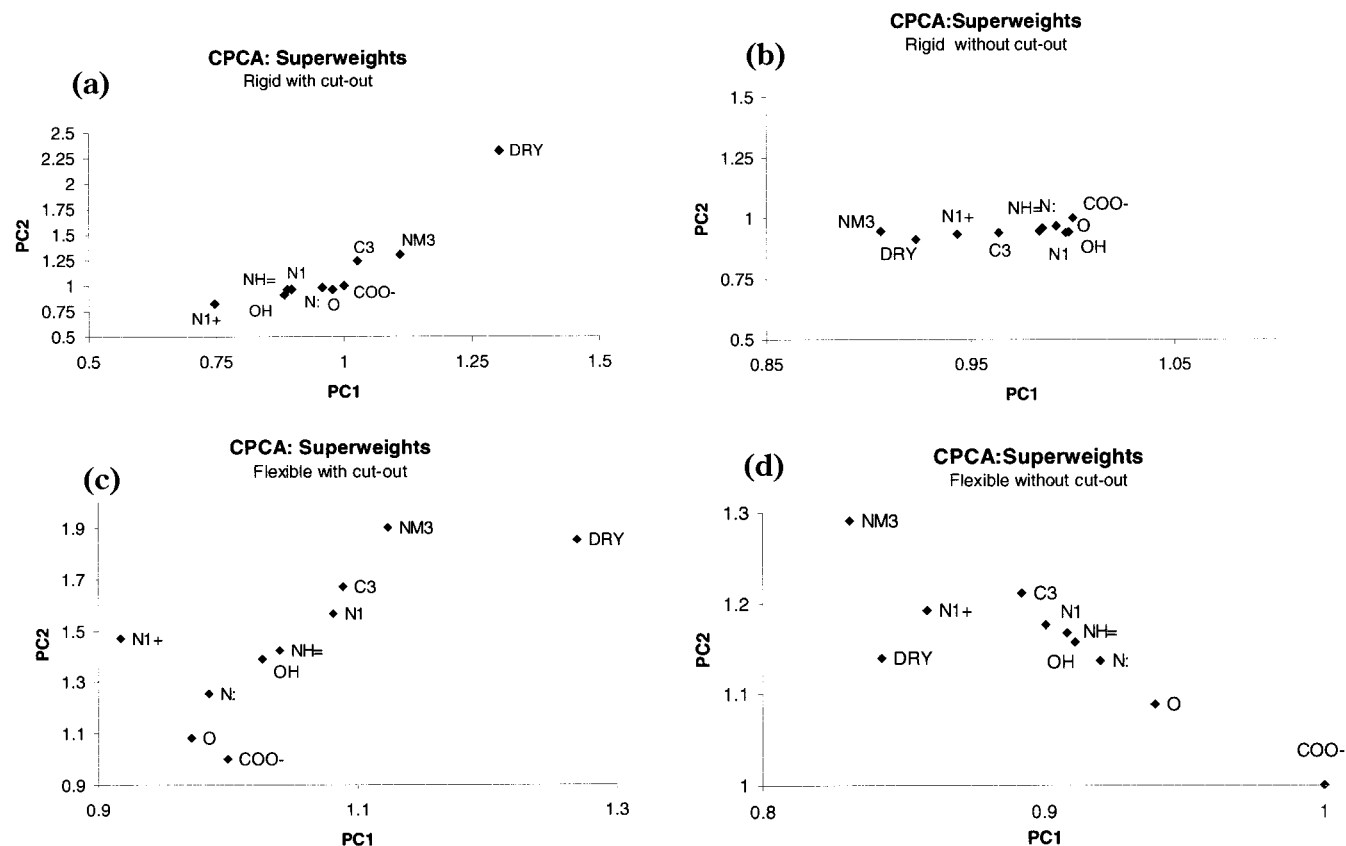 (a)
CPCA: Superweights
Rigid with cut-out
2.5
2.25
2
1.75
1.5
1.25
1
0.75
0.5
PC2
DRY
NM3
C3
N1
NH=
OH
N:
O
COO-
N1+
0.5
0.75
1
1.25
1.5
PC1
(b)
CPCA:Superweights
Rigid without cut-out
1.5
1.25
1
0.75
0.5
PC2
NM3
DRY
N1+
C3
NH=
N:
COO-
O
N1
OH
0.85
0.95
1.05
PC1
(c)
CPCA: Superweights
Flexible with cut-out
1.9
1.7
1.5
1.3
1.1
0.9
PC2
NM3
DRY
C3
N1
N1+
NH=
OH
N:
O
COO-
0.9
1.1
1.3
PC1
(d)
CPCA:Superweights
Flexible without cut-out
1.3
1.2
1.1
1
PC2
NM3
C3
N1+
N1
NH=
DRY
OH
N:
O
COO-
0.8
0.9
1
PC1